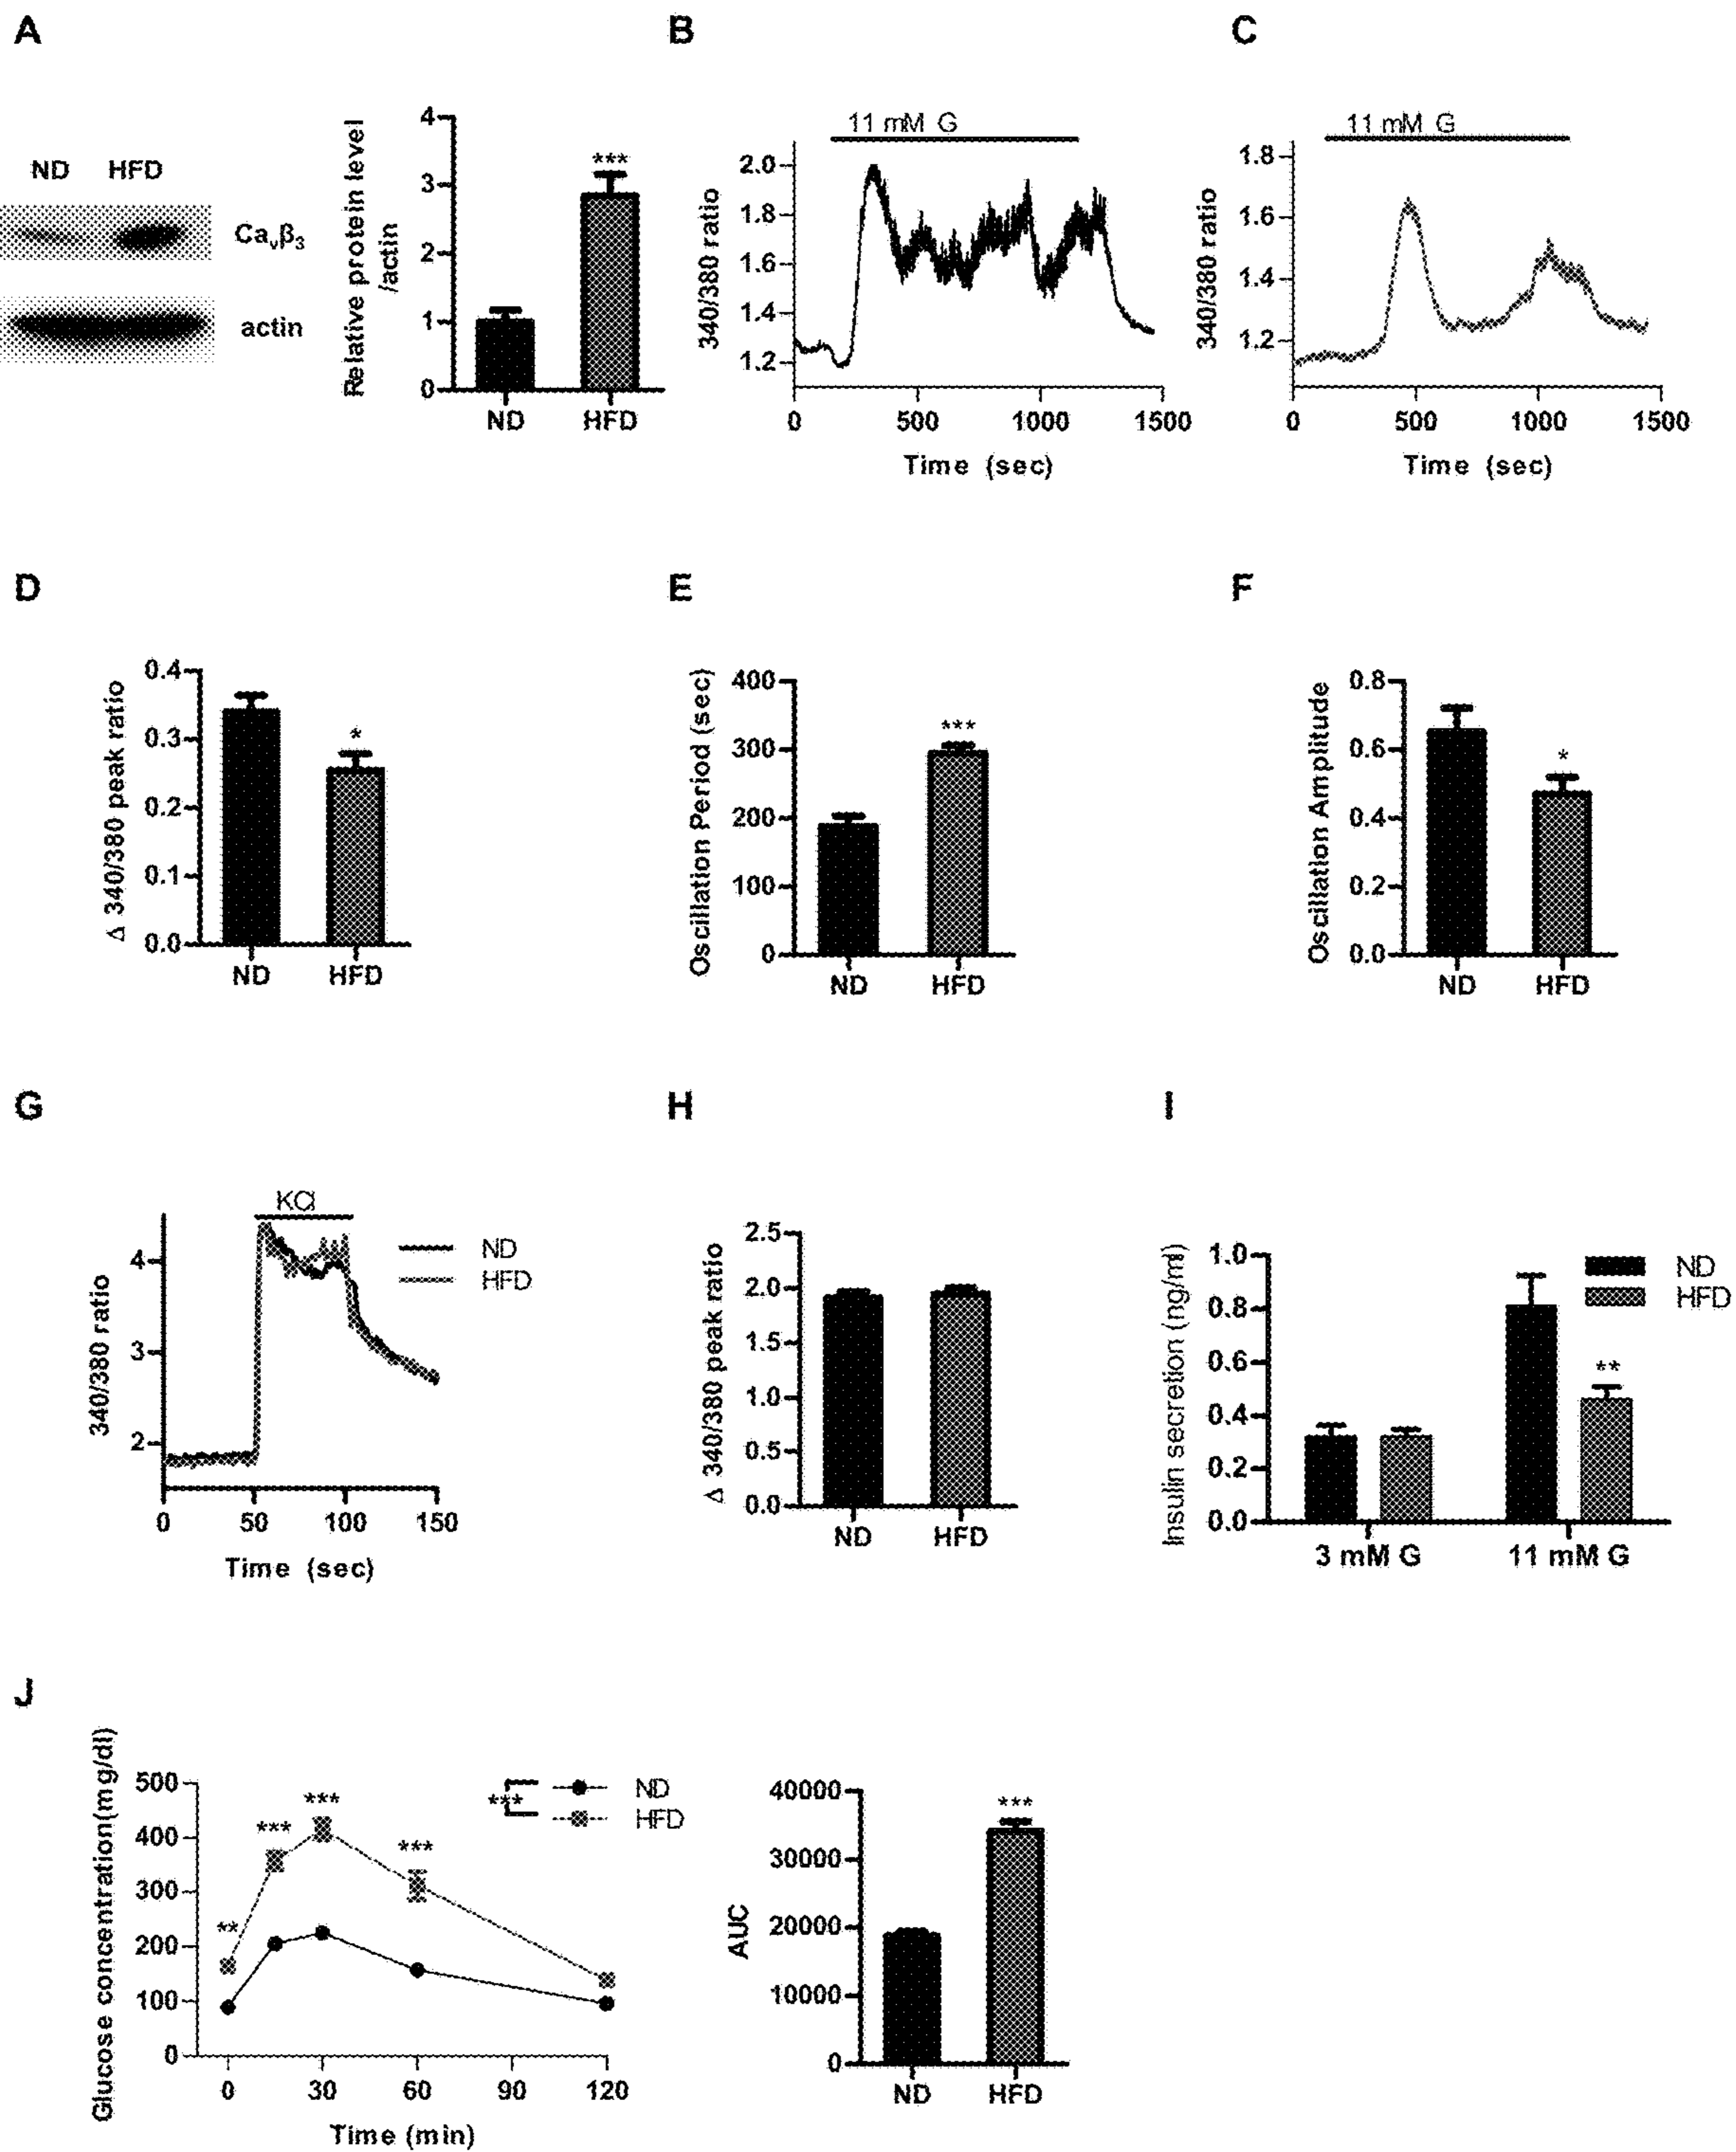 A
ND HFD
Caᵥβ₃
actin
Relative protein level
/actin
4
3
2
1
0
***
ND HFD
B
11 mM G
340/380 ratio
2.0
1.8
1.6
1.4
1.2
0 500 1000 1500
Time (sec)
C
11 mM G
340/380 ratio
1.8
1.6
1.4
1.2
0 500 1000 1500
Time (sec)
D
Δ 340/380 peak ratio
0.4
0.3
0.2
0.1
0.0
*
ND HFD
E
Oscillation Period (sec)
400
300
200
100
0
***
ND HFD
F
Oscillation Amplitude
0.8
0.6
0.4
0.2
0.0
*
ND HFD
G
KCl
340/380 ratio
4
3
2
ND
HFD
0 50 100 150
Time (sec)
H
Δ 340/380 peak ratio
2.5
2.0
1.5
1.0
0.5
0.0
ND HFD
I
Insulin secretion (ng/ml)
1.0
0.8
0.6
0.4
0.2
0.0
ND
HFD
**
3 mM G 11 mM G
J
Glucose concentration(mg/dl)
500
400
300
200
100
0
** *** *** ***
***
ND
HFD
0 30 60 90 120
Time (min)
AUC
40000
30000
20000
10000
0
***
ND HFD